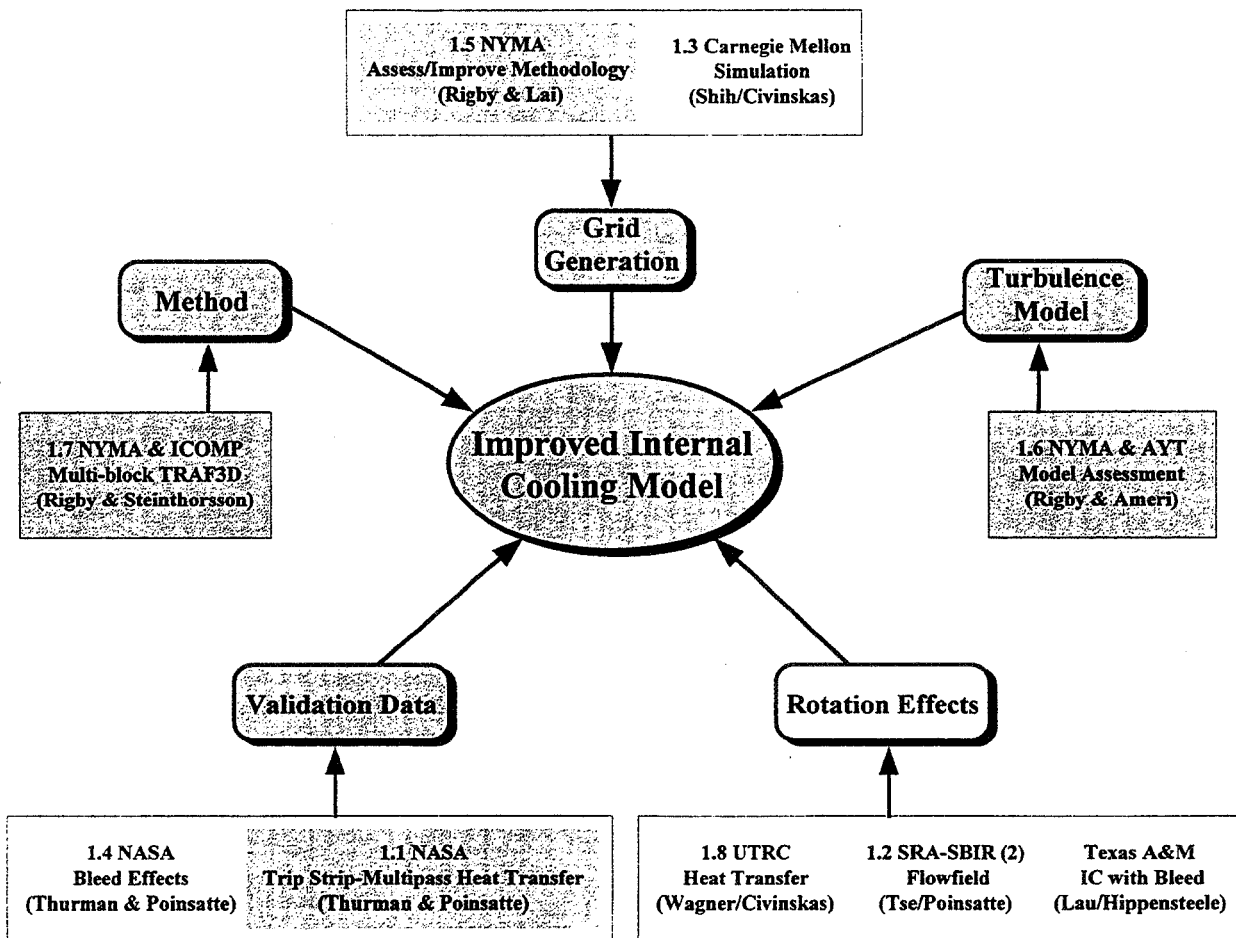 1.5 NYMA
Assess/Improve Methodology
(Rigby & Lai)
1.3 Carnegie Mellon
Simulation
(Shih/Civinskas)
Grid
Generation
Method
Turbulence
Model
1.7 NYMA & ICOMP
Multi-block TRAF3D
(Rigby & Steinthorsson)
Improved Internal
Cooling Model
1.6 NYMA & AYT
Model Assessment
(Rigby & Ameri)
Validation Data
Rotation Effects
1.4 NASA
Bleed Effects
(Thurman & Poinsatte)
1.1 NASA
Trip Strip-Multipass Heat Transfer
(Thurman & Poinsatte)
1.8 UTRC
Heat Transfer
(Wagner/Civinskas)
1.2 SRA-SBIR (2)
Flowfield
(Tse/Poinsatte)
Texas A&M
IC with Bleed
(Lau/Hippensteele)